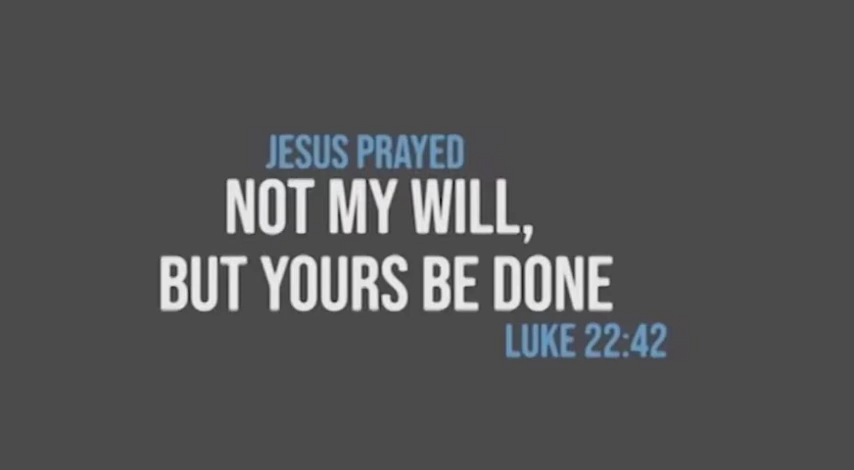 JESUS PRAYED
NOT MY WILL,
BUT YOURS BE DONE
LUKE 22:42